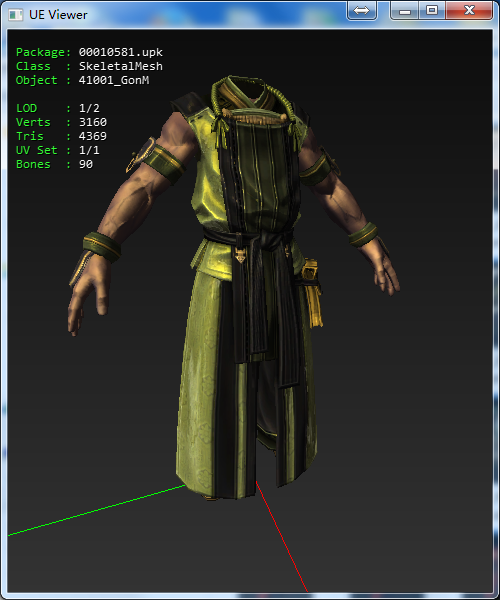 UE Viewer
Package: 00010581.upk
Class : SkeletalMesh
Object : 41001_GonM
LOD : 1/2
Verts : 3160
Tris : 4369
UV Set : 1/1
Bones : 90